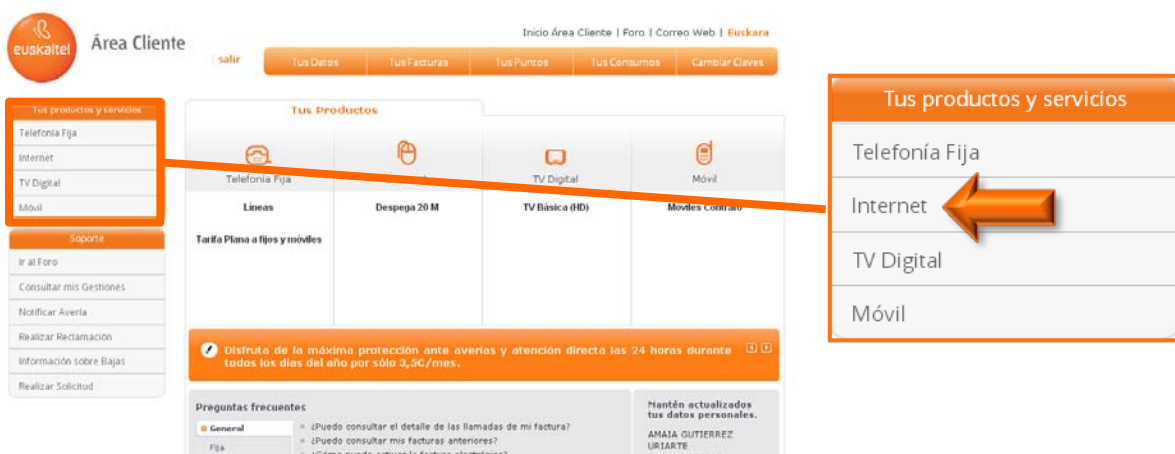 euskaltel
Área Cliente
Inicio Área Cliente | Foro | Correo Web | Euskara
salir
Tus Datos
Tus Facturas
Tus Puntos
Tus Consumos
Cambiar Claves
Tus productos y servicios
Telefonía Fija
Internet
TV Digital
Móvil
Soporte
Ir al Foro
Consultar mis Gestiones
Notificar Avería
Realizar Reclamación
Información sobre Bajas
Realizar Solicitud
Tus Productos
Telefonía Fija
TV Digital
Móvil
Líneas
Despega 20 M
TV Básica (HD)
Móviles Contrato
Tarifa Plana a fijos y móviles
Disfruta de la máxima protección ante averías y atención directa las 24 horas durante
todos los días del año por sólo 3,5€/mes.
Preguntas frecuentes
General
Fija
¿Puedo consultar el detalle de las llamadas de mi factura?
¿Puedo consultar mis facturas anteriores?
Mantén actualizados
tus datos personales.
AMAIA GUTIERREZ
URIARTE
Tus productos y servicios
Telefonía Fija
Internet
TV Digital
Móvil